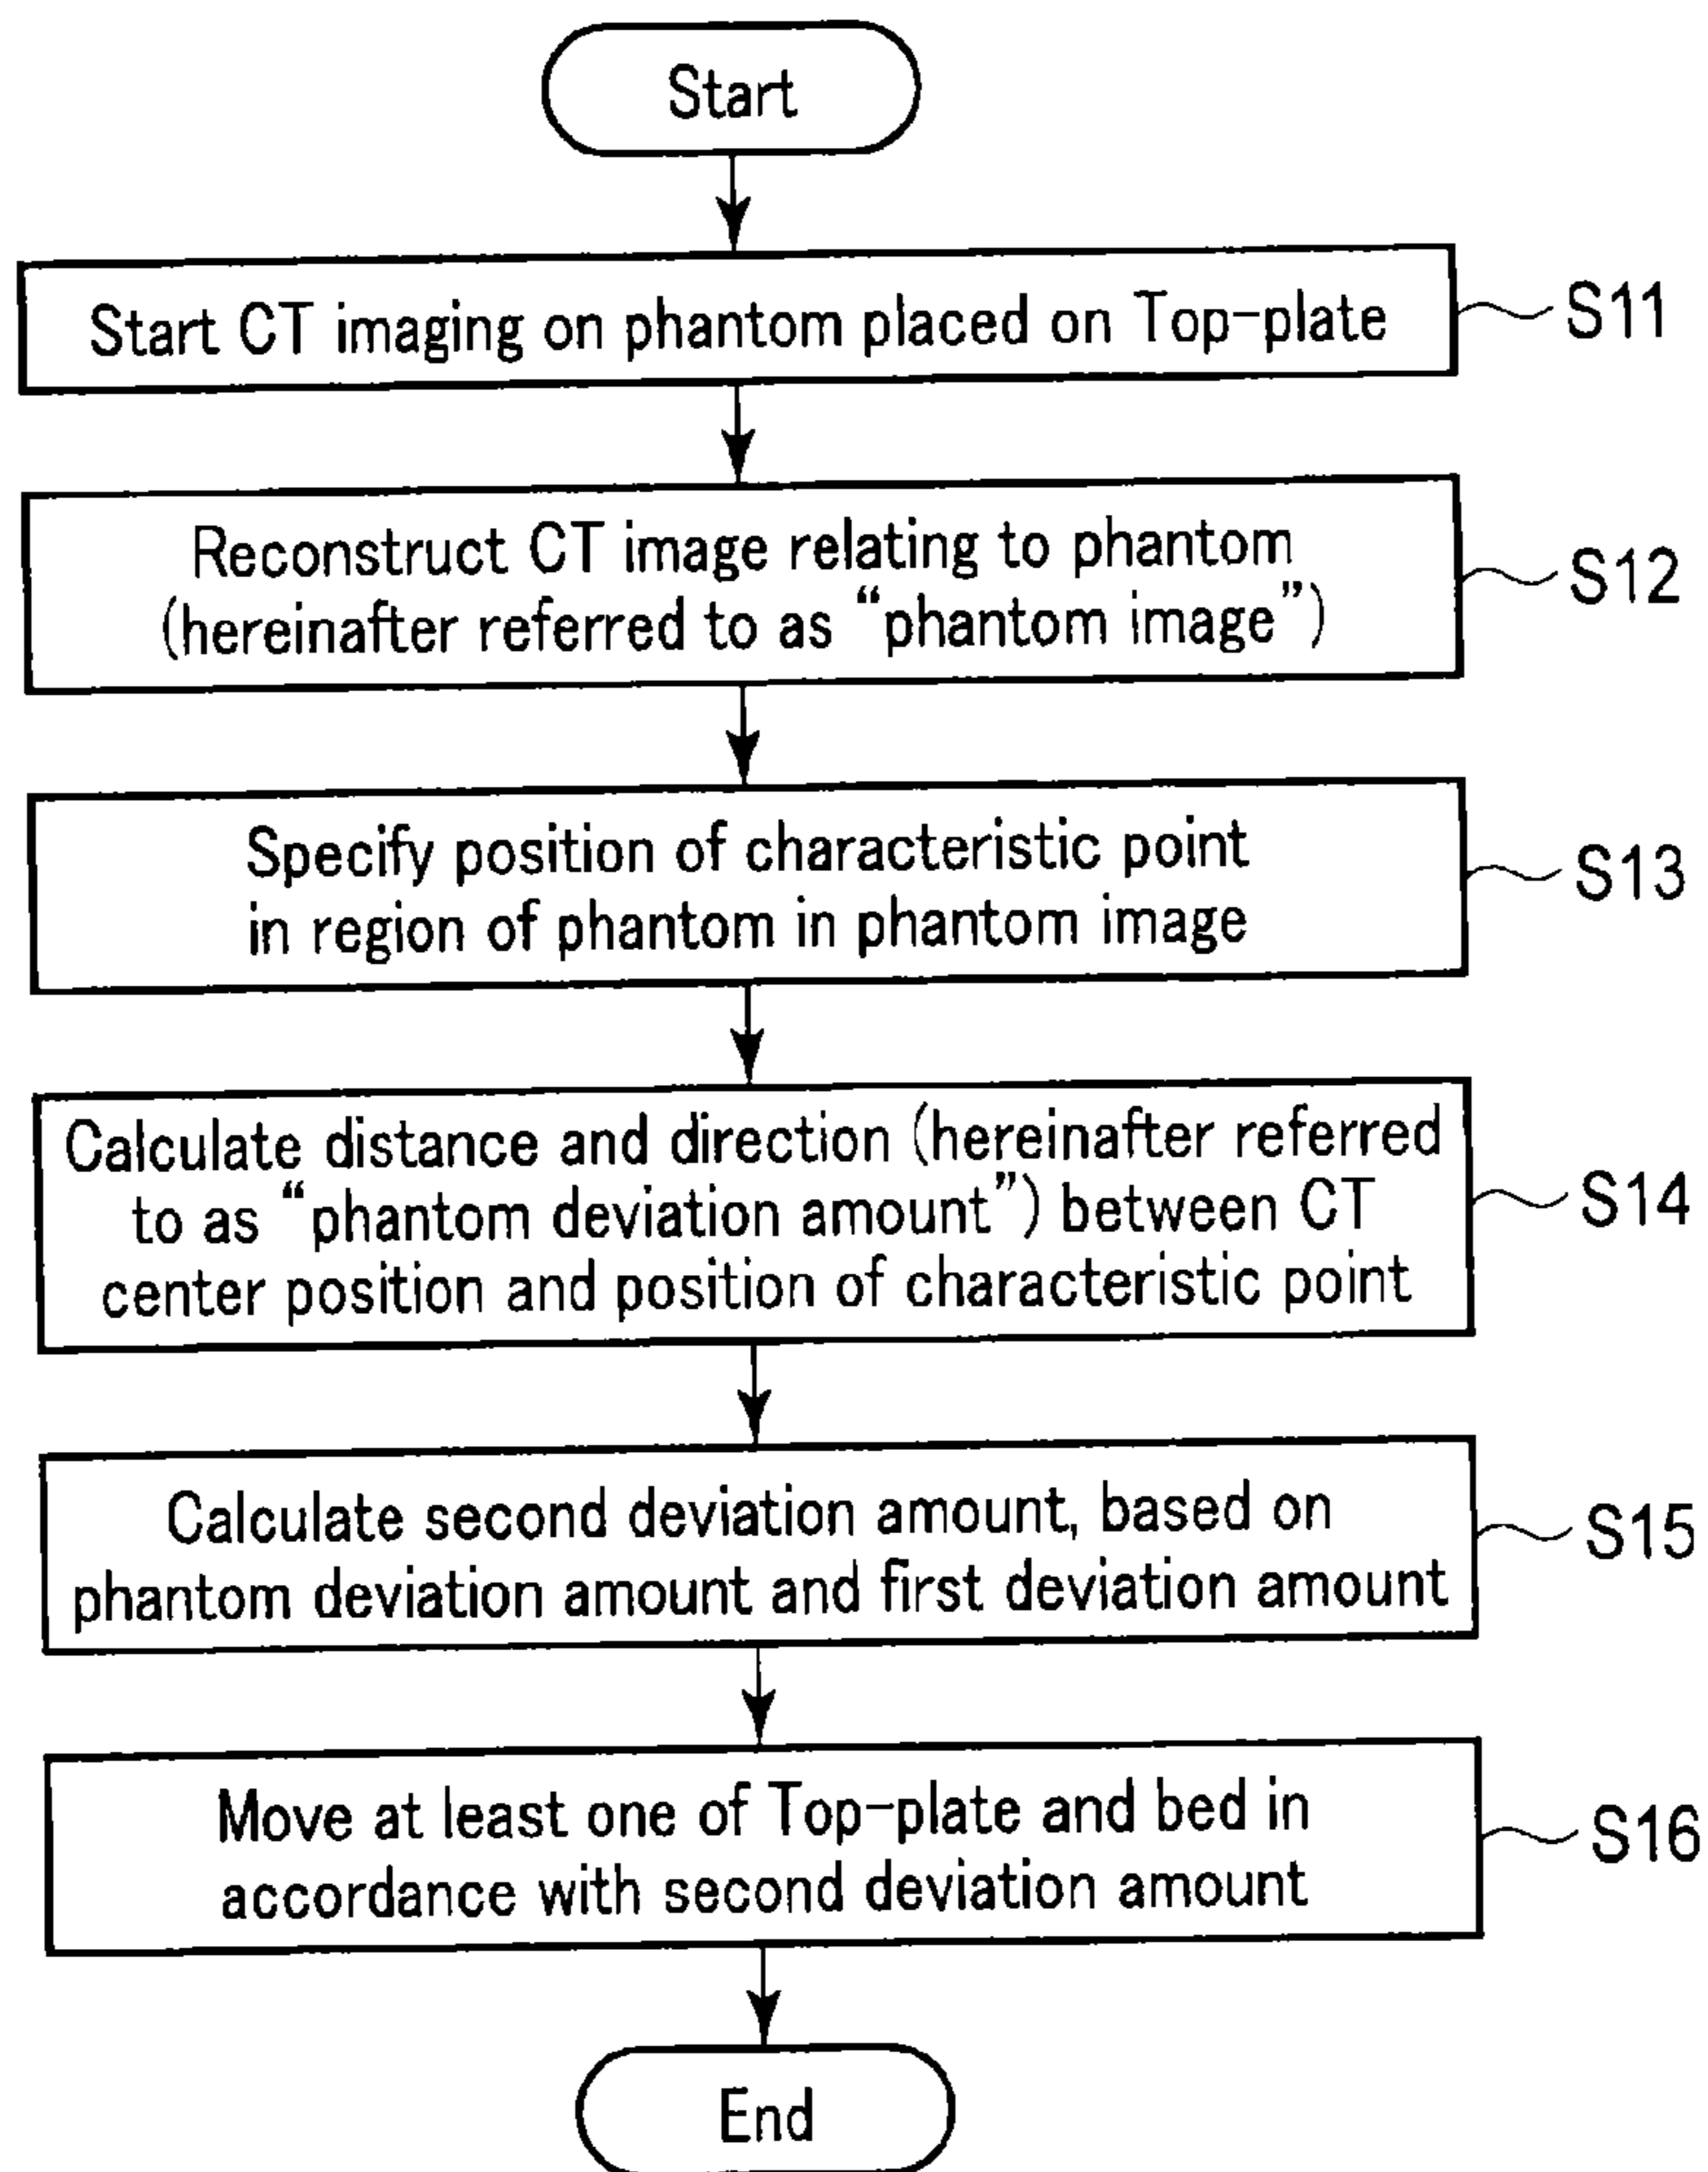 Start
Start CT imaging on phantom placed on Top-plate
S11
Reconstruct CT image relating to phantom
(hereinafter referred to as “phantom image”)
S12
Specify position of characteristic point
in region of phantom in phantom image
S13
Calculate distance and direction (hereinafter referred
to as “phantom deviation amount”) between CT
center position and position of characteristic point
S14
Calculate second deviation amount, based on
phantom deviation amount and first deviation amount
S15
Move at least one of Top-plate and bed in
accordance with second deviation amount
S16
End